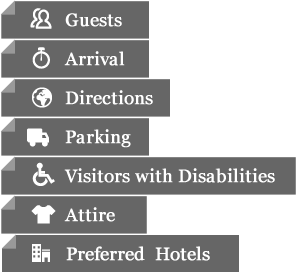 Guests
Arrival
Directions
Parking
Visitors with Disabilities
Attire
Preferred Hotels